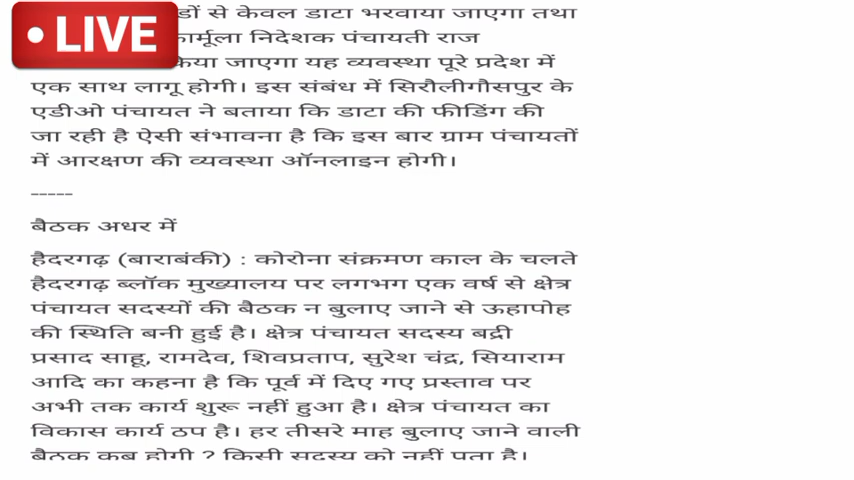 LIVE
डों से केवल डाटा भरवाया जाएगा तथा
कार्मूला निदेशक पंचायती राज
किया जाएगा यह व्यवस्था पूरे प्रदेश में
एक साथ लागू होगी। इस संबंध में सिरौलीगौसपुर के
एडीओ पंचायत ने बताया कि डाटा की फीडिंग की
जा रही है ऐसी संभावना है कि इस बार ग्राम पंचायतों
में आरक्षण की व्यवस्था ऑनलाइन होगी।
-----
बैठक अधर में
हैदरगढ़ (बाराबंकी) : कोरोना संक्रमण काल के चलते
हैदरगढ़ ब्लॉक मुख्यालय पर लगभग एक वर्ष से क्षेत्र
पंचायत सदस्यों की बैठक न बुलाए जाने से ऊहापोह
की स्थिति बनी हुई है। क्षेत्र पंचायत सदस्य बद्री
प्रसाद साहू, रामदेव, शिवप्रताप, सुरेश चंद्र, सियाराम
आदि का कहना है कि पूर्व में दिए गए प्रस्ताव पर
अभी तक कार्य शुरू नहीं हुआ है। क्षेत्र पंचायत का
विकास कार्य ठप है। हर तीसरे माह बुलाए जाने वाली
बैठक कब होगी ? किसी सदस्य को नहीं पता है।